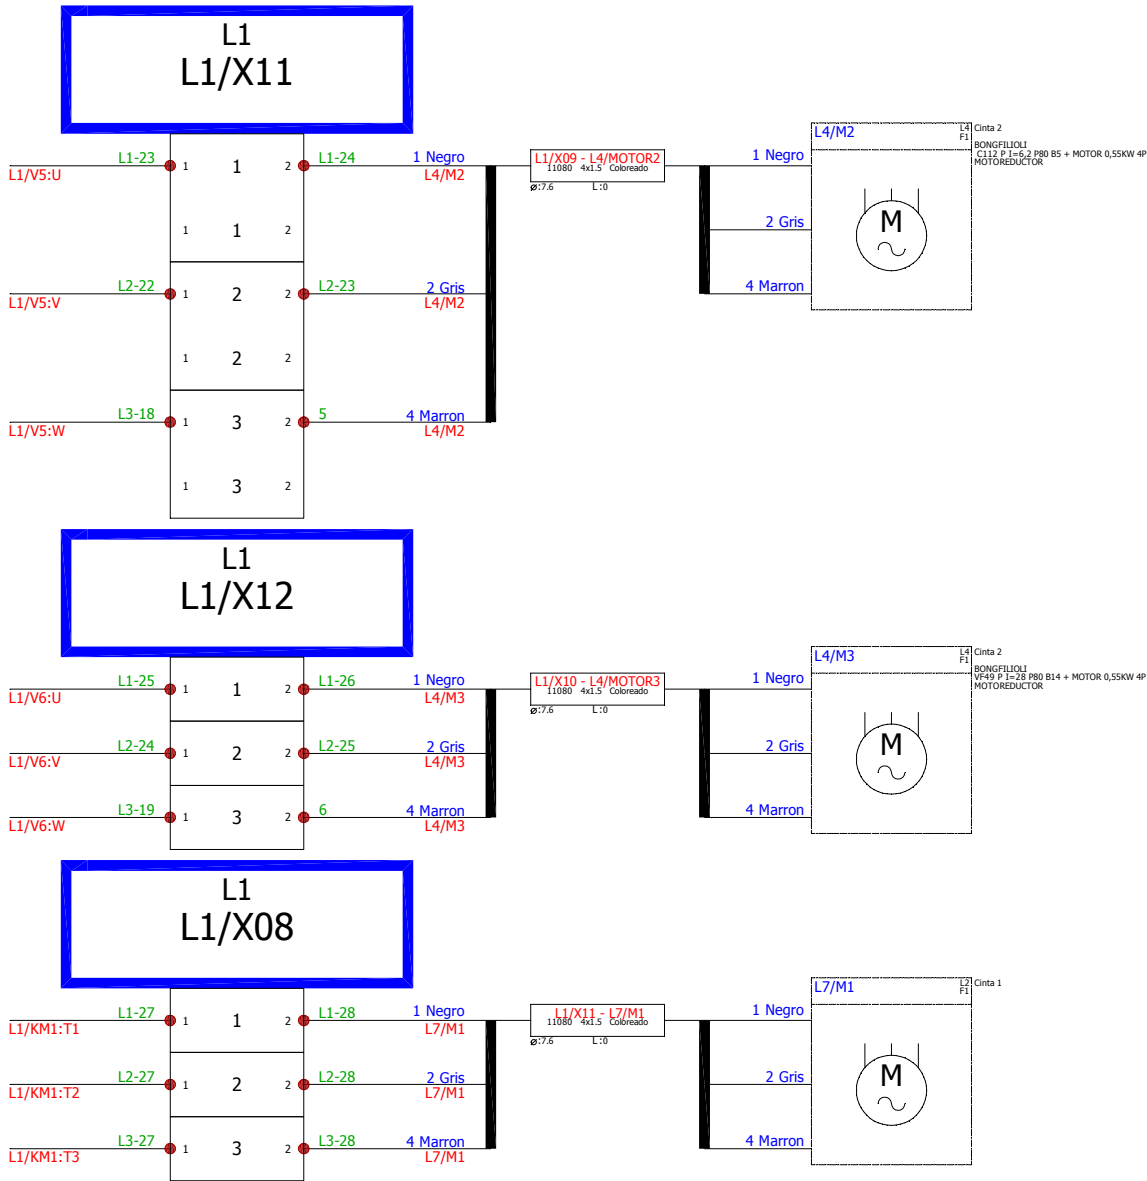 L1
L1/X11
L1-23 1 1 2 L1-24 1 Negro
L1/V5:U L4/M2
1 1 2
L2-22 1 2 2 L2-23 2 Gris
L1/V5:V L4/M2
1 2 2
L3-18 1 3 2 5 4 Marron
L1/V5:W L4/M2
1 3 2
L1/X09 - L4/MOTOR2
11080 4x1.5 Coloreado
ø:7.6 L:0
1 Negro
2 Gris
4 Marron
L4/M2
M
L4 Cinta 2
F1
BONGFILIOLI
C112 P I=6,2 P80 B5 + MOTOR 0,55KW 4P
MOTOREDUCTOR
L1
L1/X12
L1-25 1 1 2 L1-26 1 Negro
L1/V6:U L4/M3
L2-24 1 2 2 L2-25 2 Gris
L1/V6:V L4/M3
L3-19 1 3 2 6 4 Marron
L1/V6:W L4/M3
L1/X10 - L4/MOTOR3
11080 4x1.5 Coloreado
ø:7.6 L:0
1 Negro
2 Gris
4 Marron
L4/M3
M
L4 Cinta 2
F1
BONGFILIOLI
VF49 P I=28 P80 B14 + MOTOR 0,55KW 4P
MOTOREDUCTOR
L1
L1/X08
L1-27 1 1 2 L1-28 1 Negro
L1/KM1:T1 L7/M1
L2-27 1 2 2 L2-28 2 Gris
L1/KM1:T2 L7/M1
L3-27 1 3 2 L3-28 4 Marron
L1/KM1:T3 L7/M1
L1/X11 - L7/M1
11080 4x1.5 Coloreado
ø:7.6 L:0
1 Negro
2 Gris
4 Marron
L7/M1
M
L2 Cinta 1
F1